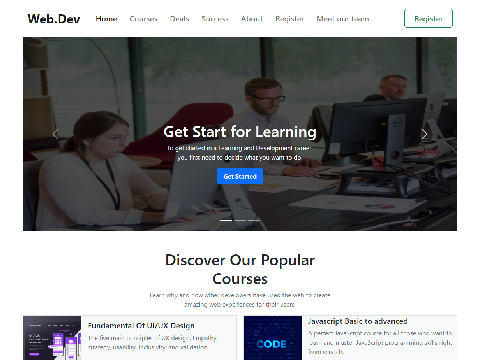 Web.Dev Home Courses Deals Success About Register Meet our team Register
Get Start for Learning
To get started in a Learning and Development career,
you first need to decide what you want to do
Get Started
Discover Our Popular
Courses
Learn why and how other developers have used the web to create
amazing web experiences for their users
Fundamental Of UI/UX Design
The five main principles of UX design. Empathy,
strategy, usability, inclusivity, and validation
Javascript Basic to advanced
A perfect JavaScript course for all those who want to
learn and master JavaScript programming skills right
from scratch.
CODE